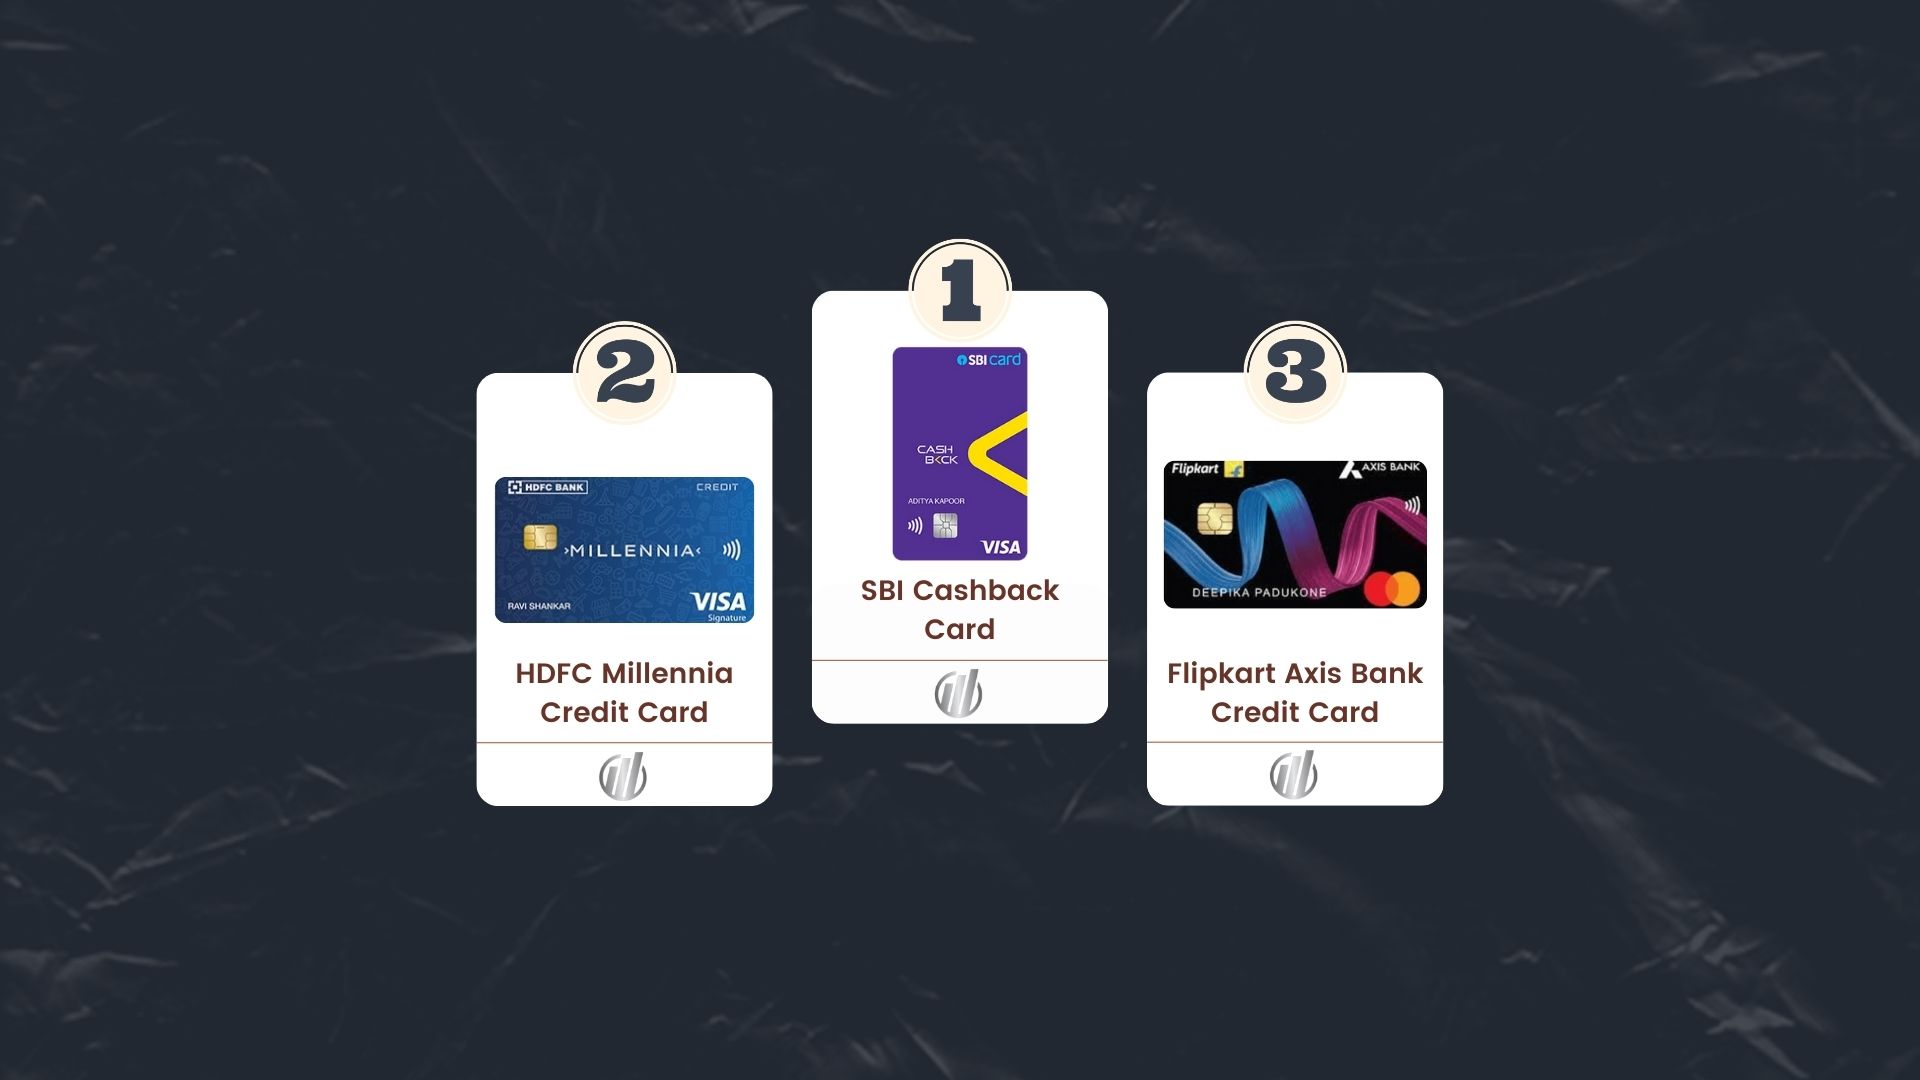 1
SBI card
CASH
BCK
ADITYA KAPOOR
VISA
SBI Cashback
Card
2
HDFC BANK
CREDIT
MILLENNIA
RAVI SHANKAR
VISA
Signature
HDFC Millennia
Credit Card
3
Flipkart
AXIS BANK
DEEPIKA PADUKONE
Flipkart Axis Bank
Credit Card